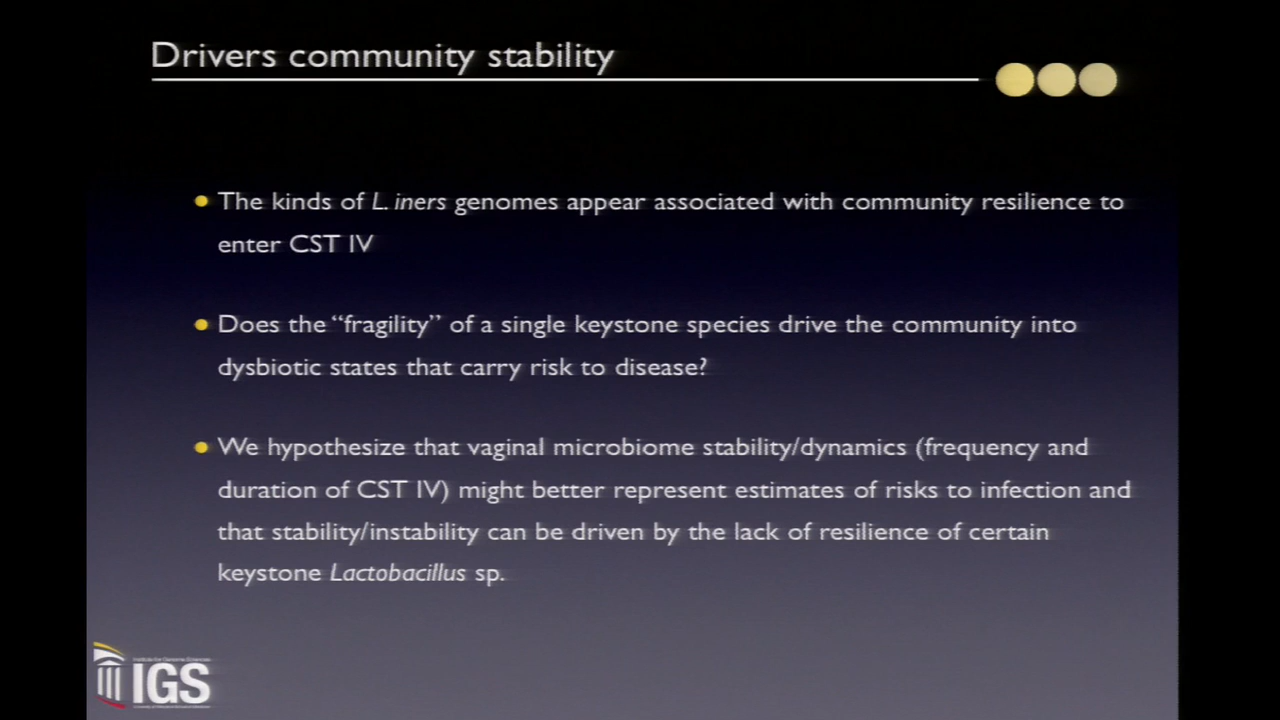 Drivers community stability
• The kinds of L. iners genomes appear associated with community resilience to
enter CST IV
• Does the “fragility” of a single keystone species drive the community into
dysbiotic states that carry risk to disease?
• We hypothesize that vaginal microbiome stability/dynamics (frequency and
duration of CST IV) might better represent estimates of risks to infection and
that stability/instability can be driven by the lack of resilience of certain
keystone Lactobacillus sp.
IGS